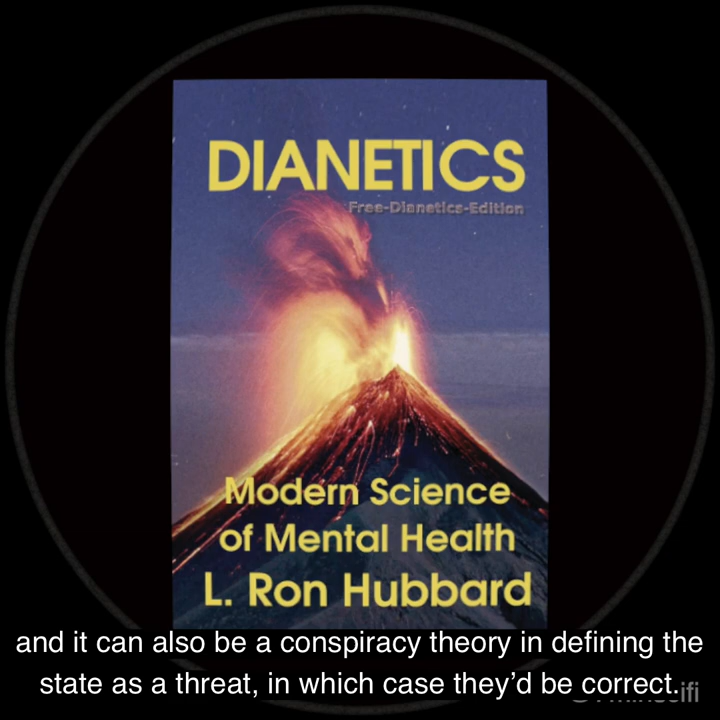 DIANETICS
Free-Dianetics-Edition
Modern Science
of Mental Health
L. Ron Hubbard
and it can also be a conspiracy theory in defining the
state as a threat, in which case they’d be correct.